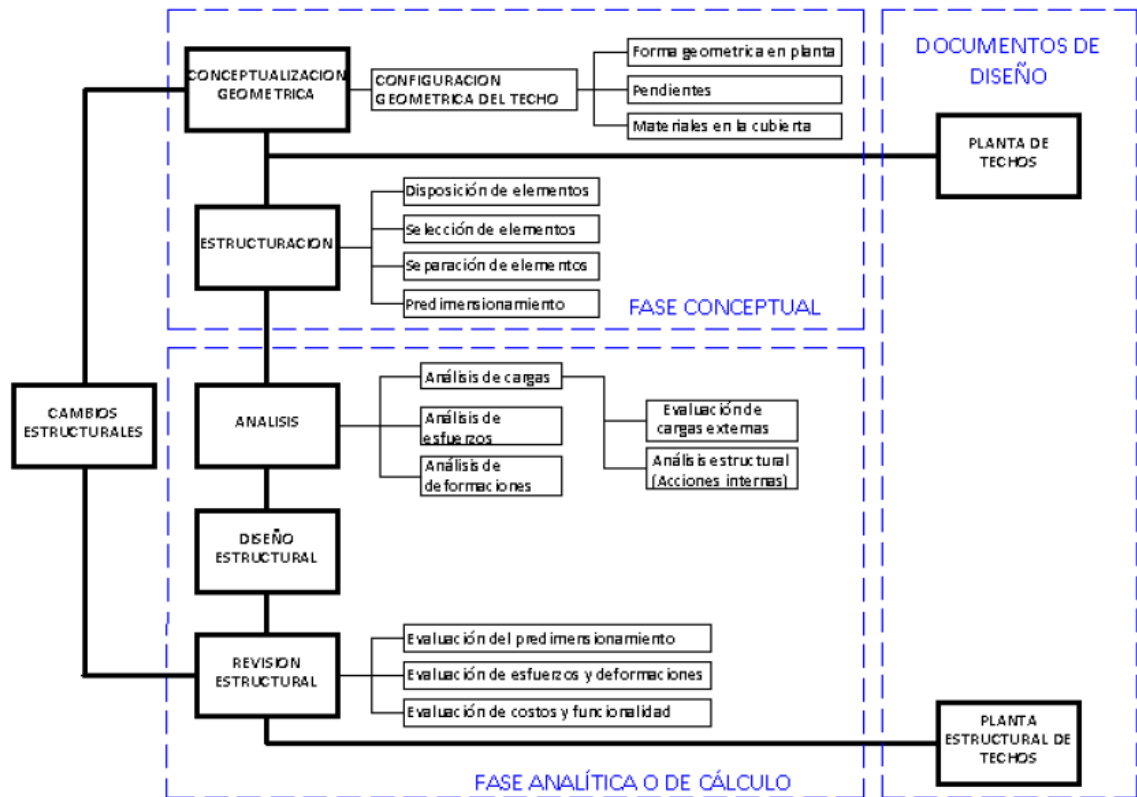 CONCEPTUALIZACION
GEOMETRICA
CONFIGURACION
GEOMETRICA DEL TECHO
Forma geometrica en planta
Pendientes
Materiales en la cubierta
DOCUMENTOS DE
DISEÑO
PLANTA DE
TECHOS
ESTRUCTURACION
Disposición de elementos
Selección de elementos
Separación de elementos
Predimensionamiento
FASE CONCEPTUAL
CAMBIOS
ESTRUCTURALES
ANALISIS
Análisis de cargas
Análisis de
esfuerzos
Análisis de
deformaciones
Evaluación de
cargas externas
Análisis estructural
(Acciones internas)
DISEÑO
ESTRUCTURAL
REVISION
ESTRUCTURAL
Evaluación del predimensionamiento
Evaluación de esfuerzos y deformaciones
Evaluación de costos y funcionalidad
PLANTA
ESTRUCTURAL DE
TECHOS
FASE ANALÍTICA O DE CÁLCULO